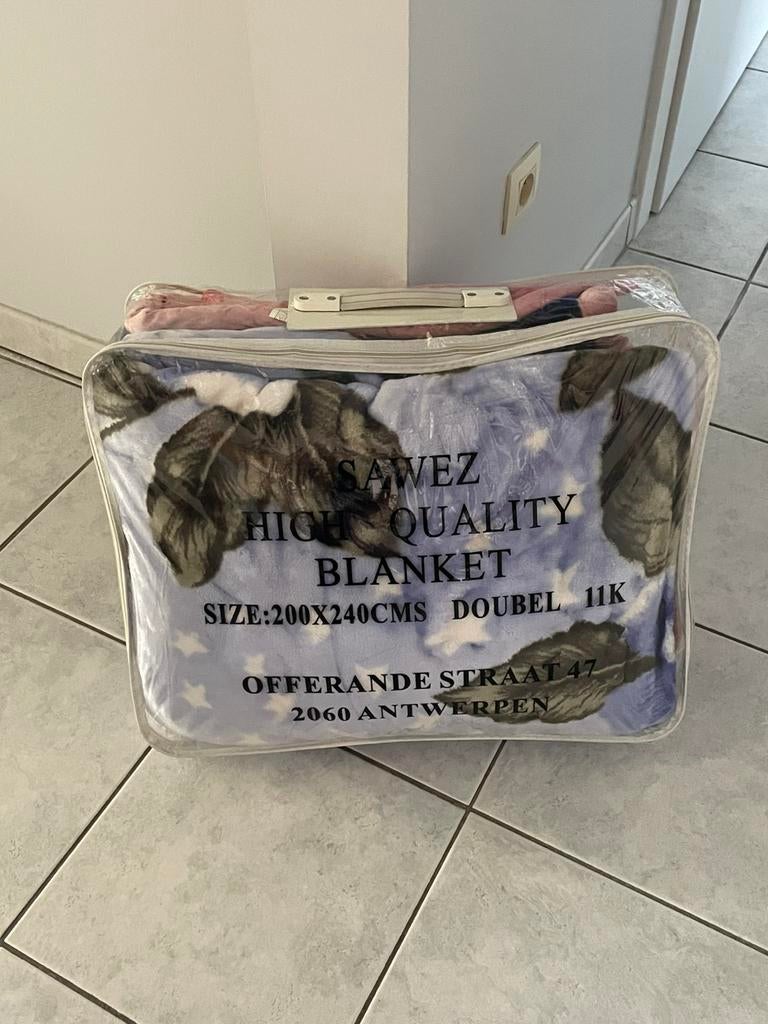 SAWEZ
HIGH QUALITY
BLANKET
SIZE:200X240CMS DOUBEL 11K
OFFERANDE STRAAT 47
2060 ANTWERPEN